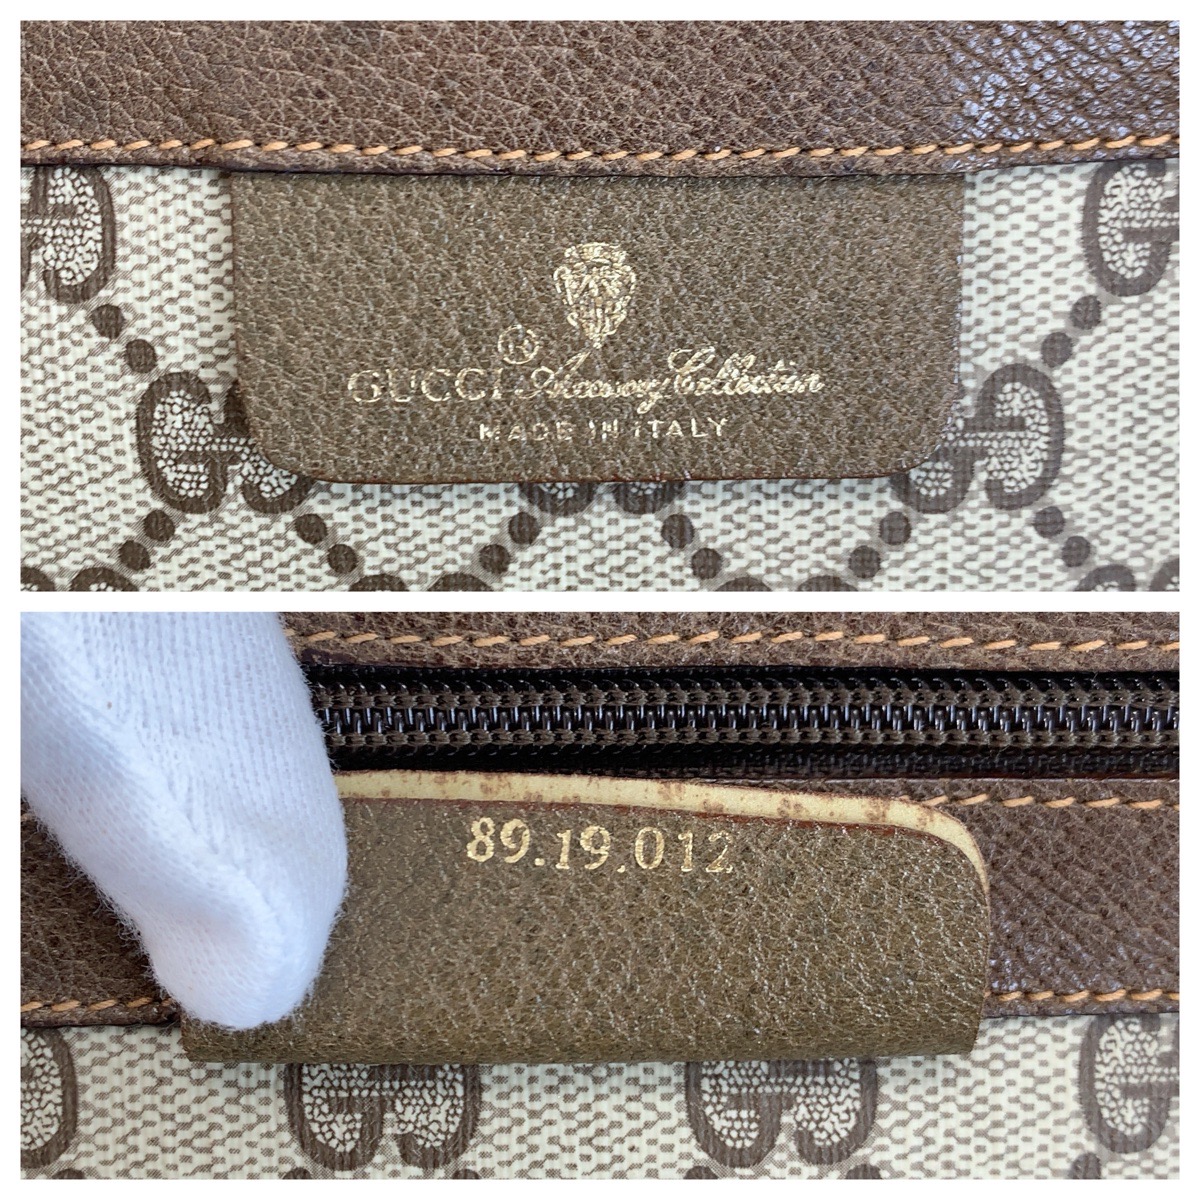 ®
GUCCI Accessory Collection
MADE IN ITALY
89.19.012